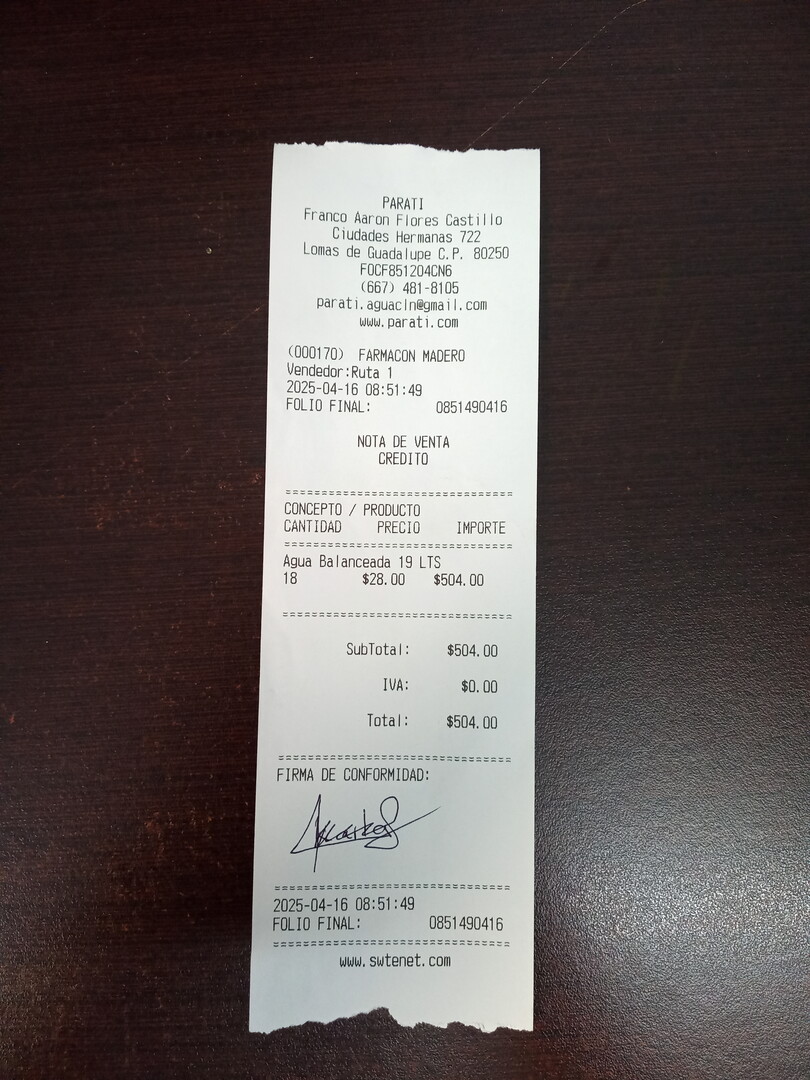 PARATI
Franco Aaron Flores Castillo
Ciudades Hermanas 722
Lomas de Guadalupe C.P. 80250
FOCF851204CN6
(667) 481-8105
parati.aguacln@gmail.com
www.parati.com
(000170) FARMACON MADERO
Vendedor:Ruta 1
2025-04-16 08:51:49
FOLIO FINAL: 0851490416
NOTA DE VENTA
CREDITO
================================
CONCEPTO / PRODUCTO
CANTIDAD PRECIO IMPORTE
================================
Agua Balanceada 19 LTS
18 $28.00 $504.00
================================
SubTotal: $504.00
IVA: $0.00
Total: $504.00
================================
FIRMA DE CONFORMIDAD:
================================
2025-04-16 08:51:49
FOLIO FINAL: 0851490416
================================
www.swtenet.com